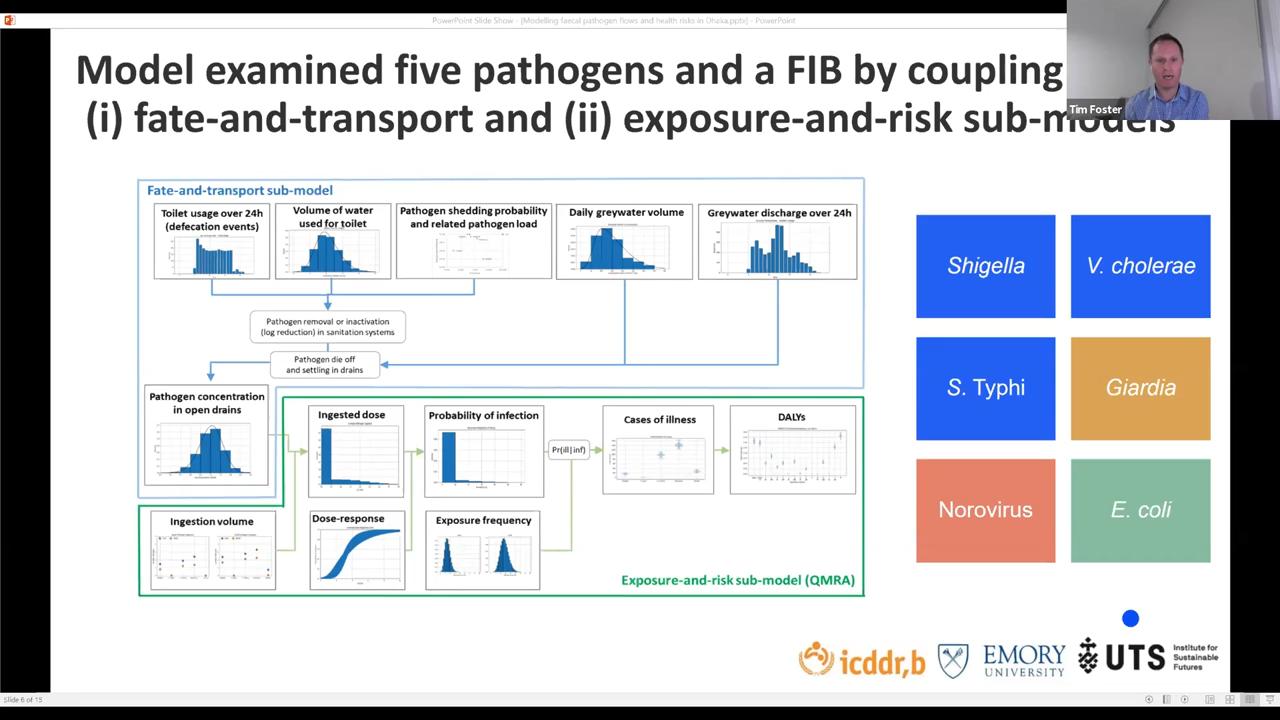 PowerPoint Slide Show - [Modelling faecal pathogen flows and health risks in Dhaka.pptx] - PowerPoint
Tim Foster
Model examined five pathogens and a FIB by coupling
(i) fate-and-transport and (ii) exposure-and-risk sub-models
Fate-and-transport sub-model
Toilet usage over 24h
(defecation events)
Volume of water
used for toilet
Pathogen shedding probability
and related pathogen load
Daily greywater volume
Greywater discharge over 24h
Pathogen removal or inactivation
(log reduction) in sanitation systems
Pathogen die off
and settling in drains
Pathogen concentration
in open drains
Ingested dose
Probability of infection
Pr(ill|inf)
Cases of illness
DALYs
Ingestion volume
Dose-response
Exposure frequency
Exposure-and-risk sub-model (QMRA)
Shigella
V. cholerae
S. Typhi
Giardia
Norovirus
E. coli
icddr,b
EMORY
UNIVERSITY
UTS
Institute for
Sustainable
Futures
Slide 6 of 15